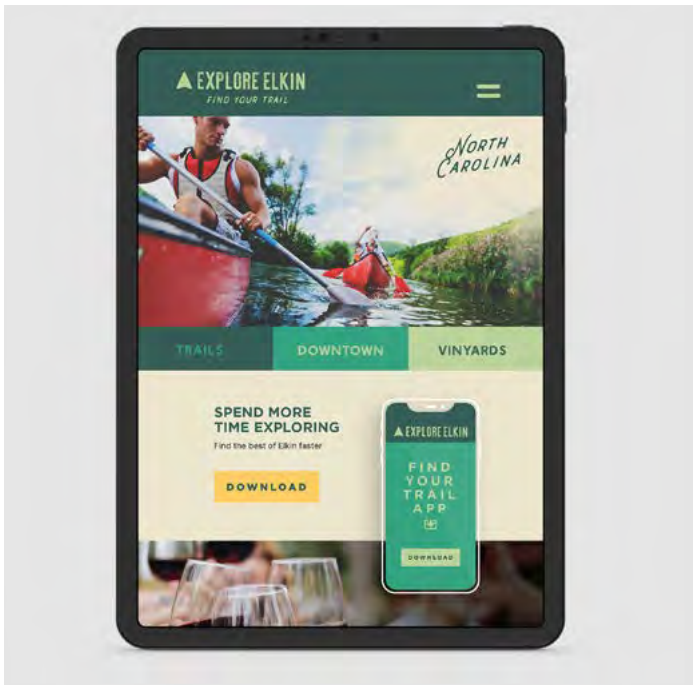 EXPLORE ELKIN
FIND YOUR TRAIL
NORTH
CAROLINA
TRAILS
DOWNTOWN
VINYARDS
SPEND MORE
TIME EXPLORING
Find the best of Elkin faster
DOWNLOAD
EXPLORE ELKIN
FIND
YOUR
TRAIL
APP
DOWNLOAD